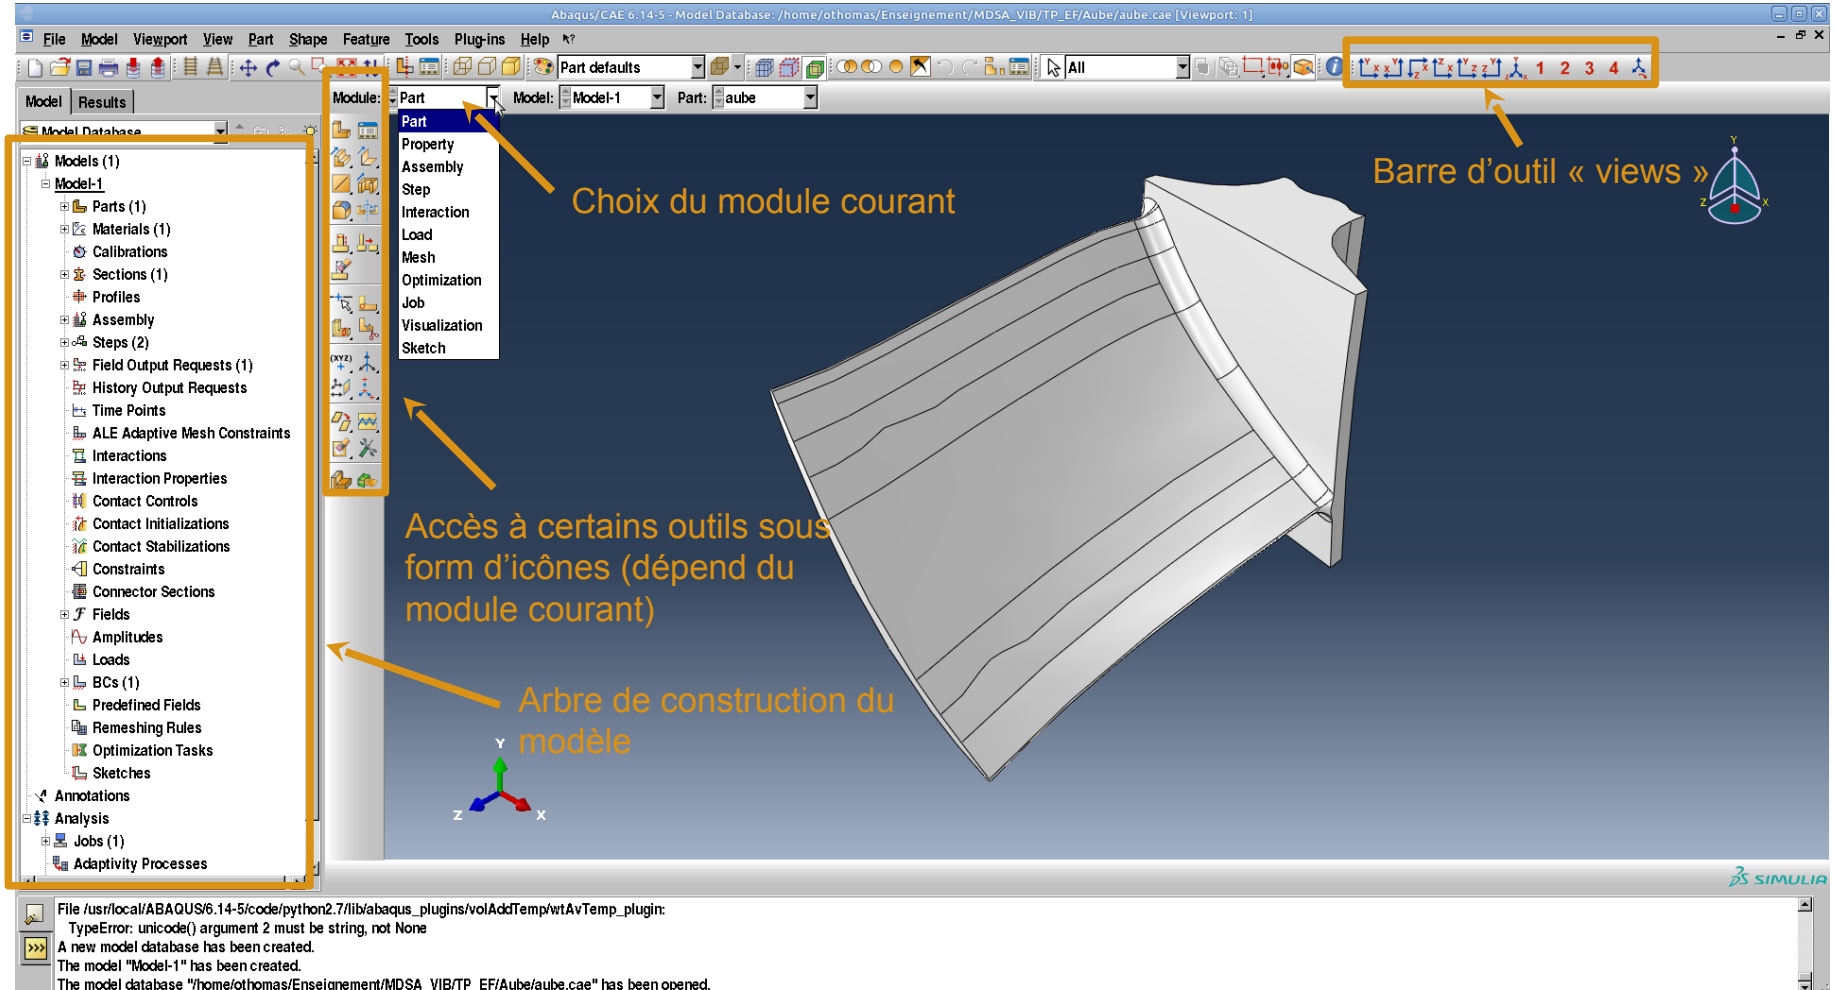 Abaqus/CAE 6.14-5 - Model Database: /home/othomas/Enseignement/MDSA_VIB/TP_EF/Aube/aube.cae [Viewport: 1]
File Model Viewport View Part Shape Feature Tools Plug-ins Help
Part defaults
All
1 2 3 4
Model Results
Module: Part Model: Model-1 Part: aube
Model Database
Models (1)
Model-1
Parts (1)
Materials (1)
Calibrations
Sections (1)
Profiles
Assembly
Steps (2)
Field Output Requests (1)
History Output Requests
Time Points
ALE Adaptive Mesh Constraints
Interactions
Interaction Properties
Contact Controls
Contact Initializations
Contact Stabilizations
Constraints
Connector Sections
Fields
Amplitudes
Loads
BCs (1)
Predefined Fields
Remeshing Rules
Optimization Tasks
Sketches
Annotations
Analysis
Jobs (1)
Adaptivity Processes
Part
Property
Assembly
Step
Interaction
Load
Mesh
Optimization
Job
Visualization
Sketch
(XYZ)
Choix du module courant
Barre d’outil « views »
Y
Z X
Accès à certains outils sous
form d’icônes (dépend du
module courant)
Arbre de construction du
modèle
Y
Z X
SIMULIA
File /usr/local/ABAQUS/6.14-5/code/python2.7/lib/abaqus_plugins/volAddTemp/wtAvTemp_plugin:
TypeError: unicode() argument 2 must be string, not None
A new model database has been created.
The model "Model-1" has been created.
The model database "/home/othomas/Enseignement/MDSA_VIB/TP_EF/Aube/aube.cae" has been opened.